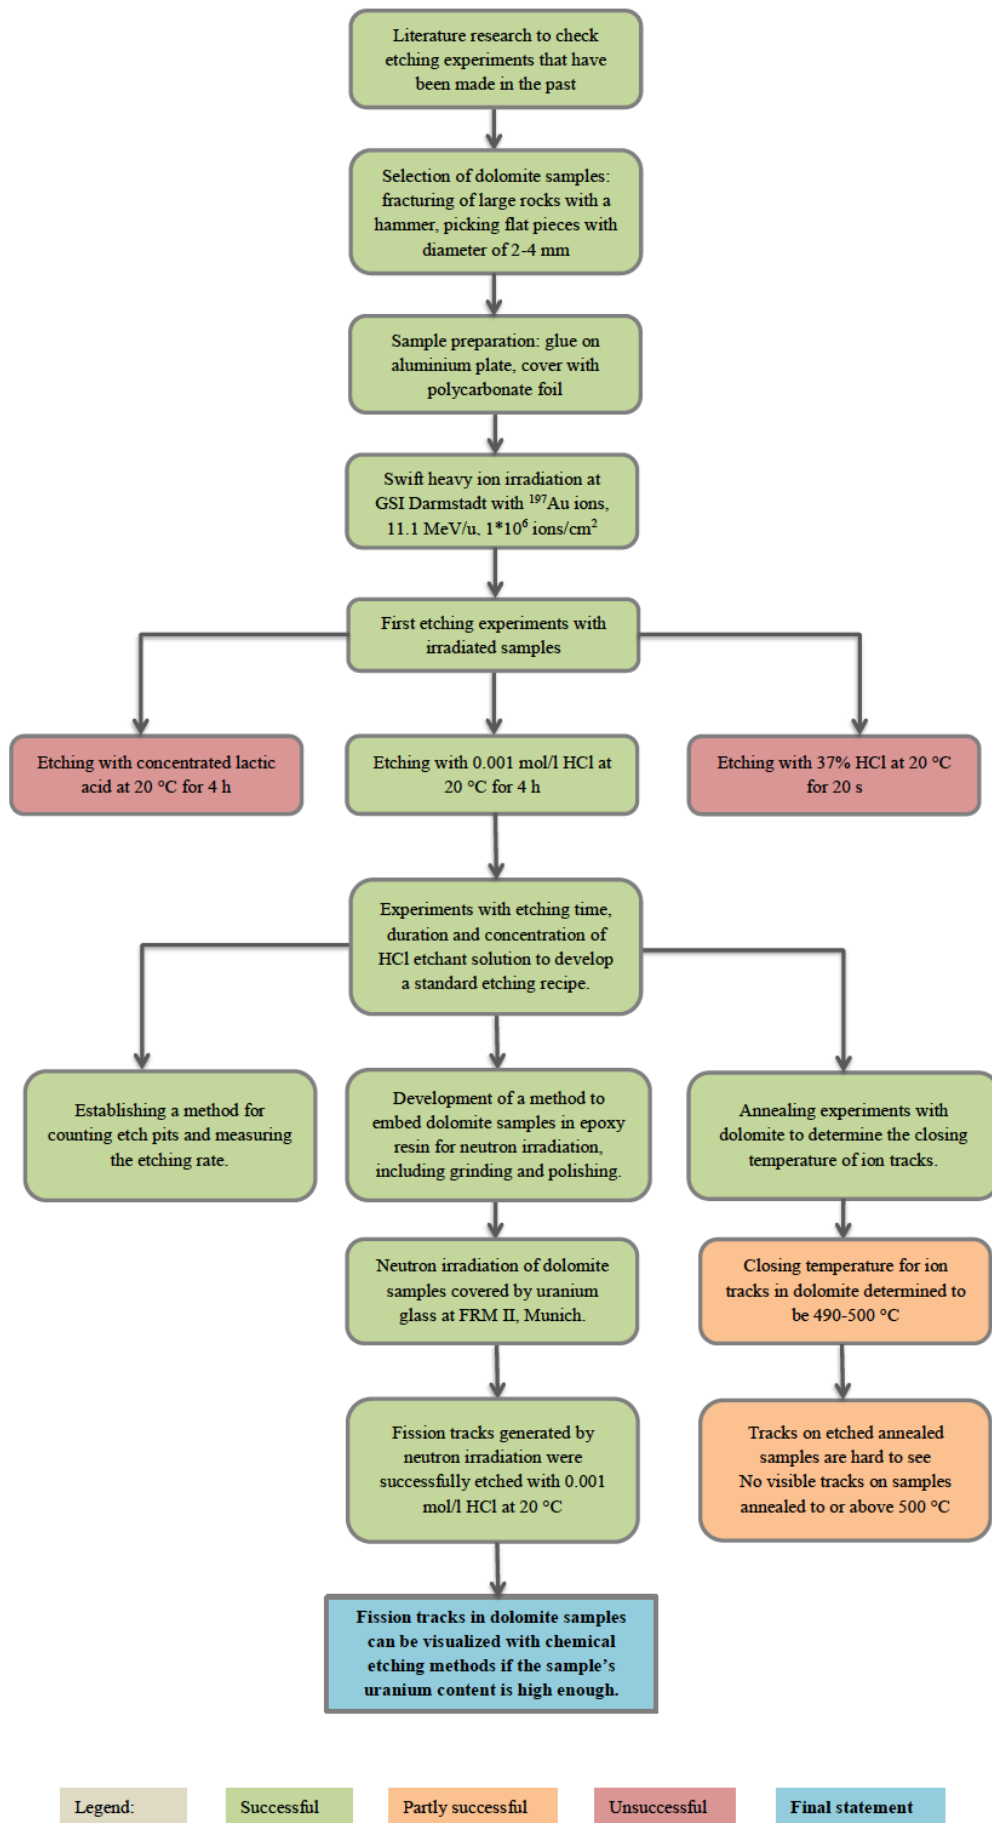 Literature research to check
etching experiments that have
been made in the past
Selection of dolomite samples:
fracturing of large rocks with a
hammer, picking flat pieces with
diameter of 2-4 mm
Sample preparation: glue on
aluminium plate, cover with
polycarbonate foil
Swift heavy ion irradiation at
GSI Darmstadt with ¹⁹⁷Au ions,
11.1 MeV/u, 1*10⁶ ions/cm²
First etching experiments with
irradiated samples
Etching with concentrated lactic
acid at 20 °C for 4 h
Etching with 0.001 mol/l HCl at
20 °C for 4 h
Etching with 37% HCl at 20 °C
for 20 s
Experiments with etching time,
duration and concentration of
HCl etchant solution to develop
a standard etching recipe.
Establishing a method for
counting etch pits and measuring
the etching rate.
Development of a method to
embed dolomite samples in epoxy
resin for neutron irradiation,
including grinding and polishing.
Annealing experiments with
dolomite to determine the closing
temperature of ion tracks.
Neutron irradiation of dolomite
samples covered by uranium
glass at FRM II, Munich.
Closing temperature for ion
tracks in dolomite determined to
be 490-500 °C
Fission tracks generated by
neutron irradiation were
successfully etched with 0.001
mol/l HCl at 20 °C
Tracks on etched annealed
samples are hard to see
No visible tracks on samples
annealed to or above 500 °C
Fission tracks in dolomite samples
can be visualized with chemical
etching methods if the sample's
uranium content is high enough.
Legend:
Successful
Partly successful
Unsuccessful
Final statement